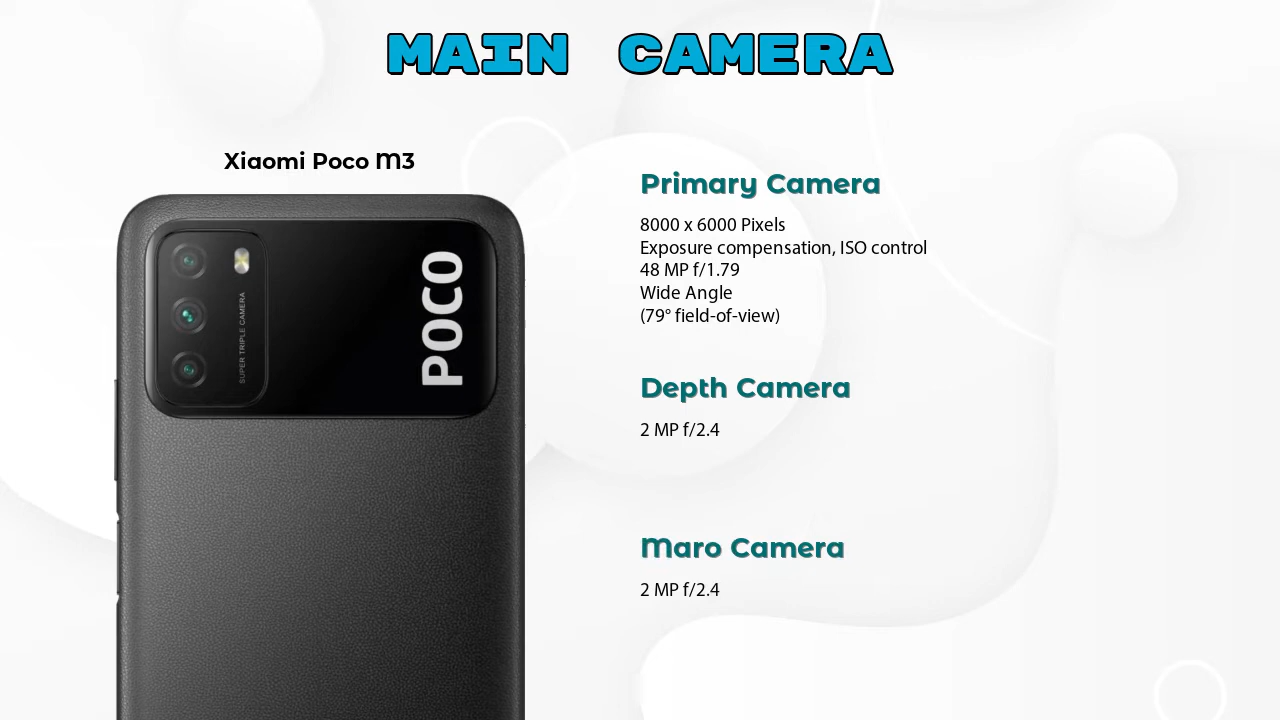 MAIN CAMERA
Xiaomi Poco M3
SUPER TRIPLE CAMERA
POCO
Primary Camera
8000 x 6000 Pixels
Exposure compensation, ISO control
48 MP f/1.79
Wide Angle
(79° field-of-view)
Depth Camera
2 MP f/2.4
Maro Camera
2 MP f/2.4